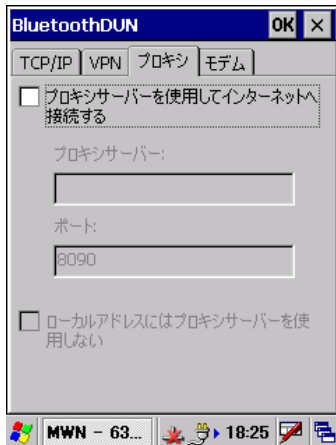 BluetoothDUN OK ×
TCP/IP VPN プロキシ モデム
プロキシサーバーを使用してインターネットへ
接続する
プロキシサーバー:
ポート:
8090
ローカルアドレスにはプロキシサーバーを使
用しない
MWN - 63... 18:25